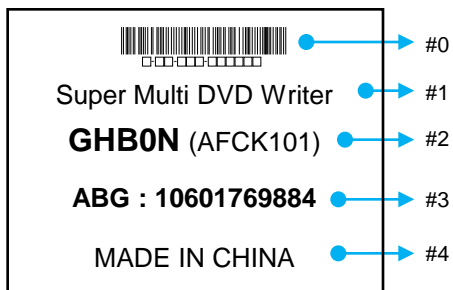 #0
Super Multi DVD Writer #1
GHB0N (AFCK101) #2
ABG : 10601769884 #3
MADE IN CHINA #4